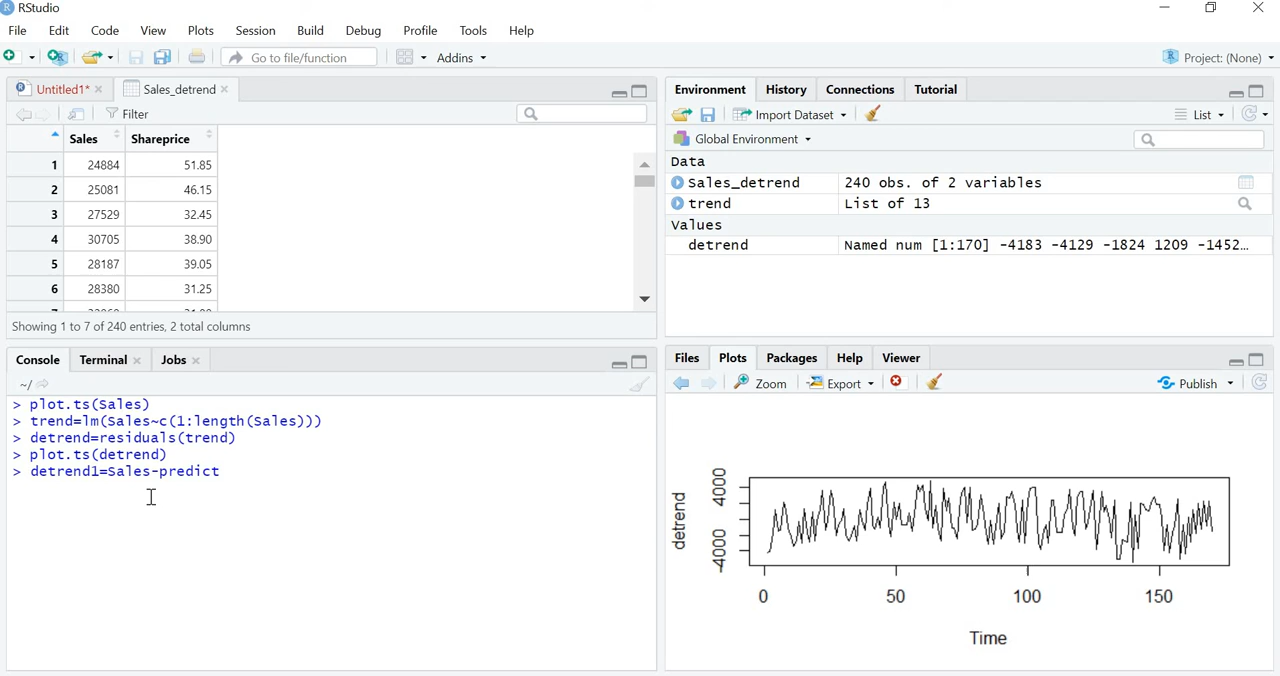 RStudio
File Edit Code View Plots Session Build Debug Profile Tools Help
Go to file/function Addins Project: (None)
Untitled1* Sales_detrend
Filter
Sales Shareprice
1 24884 51.85
2 25081 46.15
3 27529 32.45
4 30705 38.90
5 28187 39.05
6 28380 31.25
Showing 1 to 7 of 240 entries, 2 total columns
Console Terminal Jobs
~/
> plot.ts(Sales)
> trend=lm(Sales~c(1:length(Sales)))
> detrend=residuals(trend)
> plot.ts(detrend)
> detrend1=Sales-predict
Environment History Connections Tutorial
Import Dataset List
Global Environment
Data
Sales_detrend 240 obs. of 2 variables
trend List of 13
Values
detrend Named num [1:170] -4183 -4129 -1824 1209 -1452...
Files Plots Packages Help Viewer
Zoom Export Publish
detrend
4000
-4000
0 50 100 150
Time